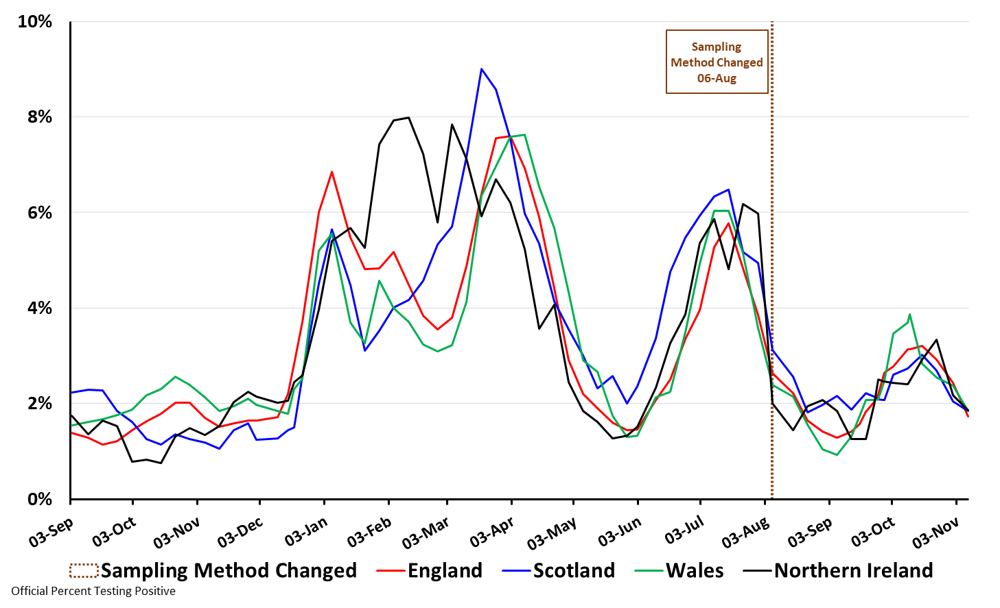 10%
8%
6%
4%
2%
0%
Sampling
Method Changed
06-Aug
03-Sep
03-Oct
03-Nov
03-Dec
03-Jan
03-Feb
03-Mar
03-Apr
03-May
03-Jun
03-Jul
03-Aug
03-Sep
03-Oct
03-Nov
Sampling Method Changed England Scotland Wales Northern Ireland
Official Percent Testing Positive